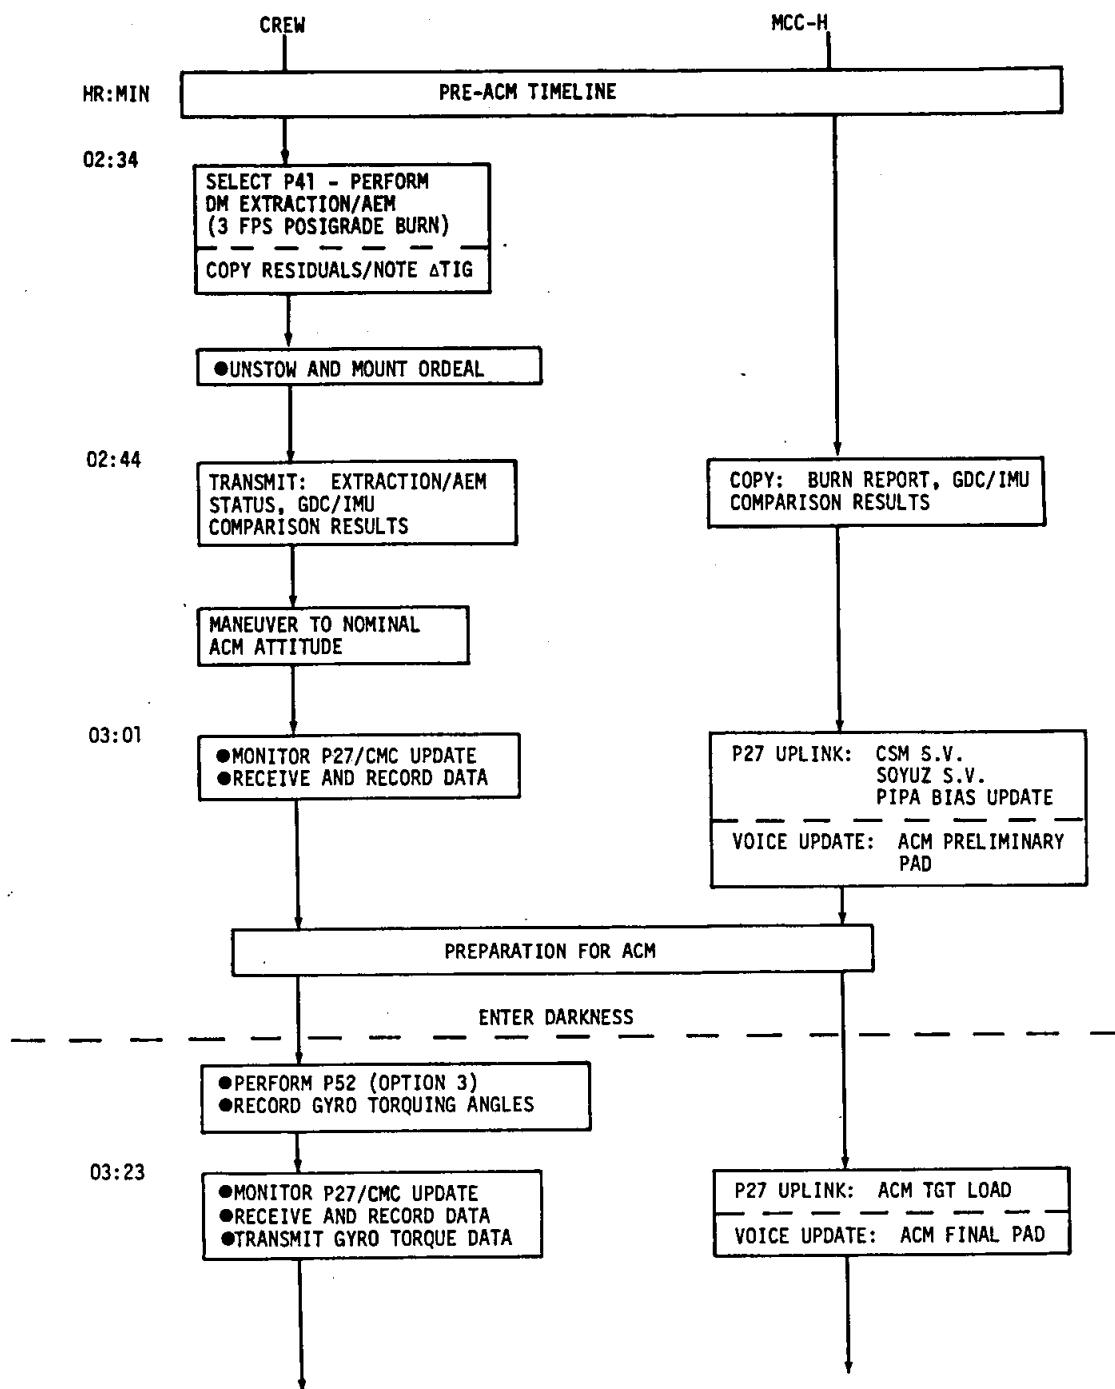 CREW
MCC-H
HR:MIN
PRE-ACM TIMELINE
02:34
SELECT P41 - PERFORM
DM EXTRACTION/AEM
(3 FPS POSIGRADE BURN)
COPY RESIDUALS/NOTE ΔTIG
●UNSTOW AND MOUNT ORDEAL
02:44
TRANSMIT: EXTRACTION/AEM
STATUS, GDC/IMU
COMPARISON RESULTS
COPY: BURN REPORT, GDC/IMU
COMPARISON RESULTS
MANEUVER TO NOMINAL
ACM ATTITUDE
03:01
●MONITOR P27/CMC UPDATE
●RECEIVE AND RECORD DATA
P27 UPLINK: CSM S.V.
SOYUZ S.V.
PIPA BIAS UPDATE
VOICE UPDATE: ACM PRELIMINARY
PAD
PREPARATION FOR ACM
ENTER DARKNESS
●PERFORM P52 (OPTION 3)
●RECORD GYRO TORQUING ANGLES
03:23
●MONITOR P27/CMC UPDATE
●RECEIVE AND RECORD DATA
●TRANSMIT GYRO TORQUE DATA
P27 UPLINK: ACM TGT LOAD
VOICE UPDATE: ACM FINAL PAD